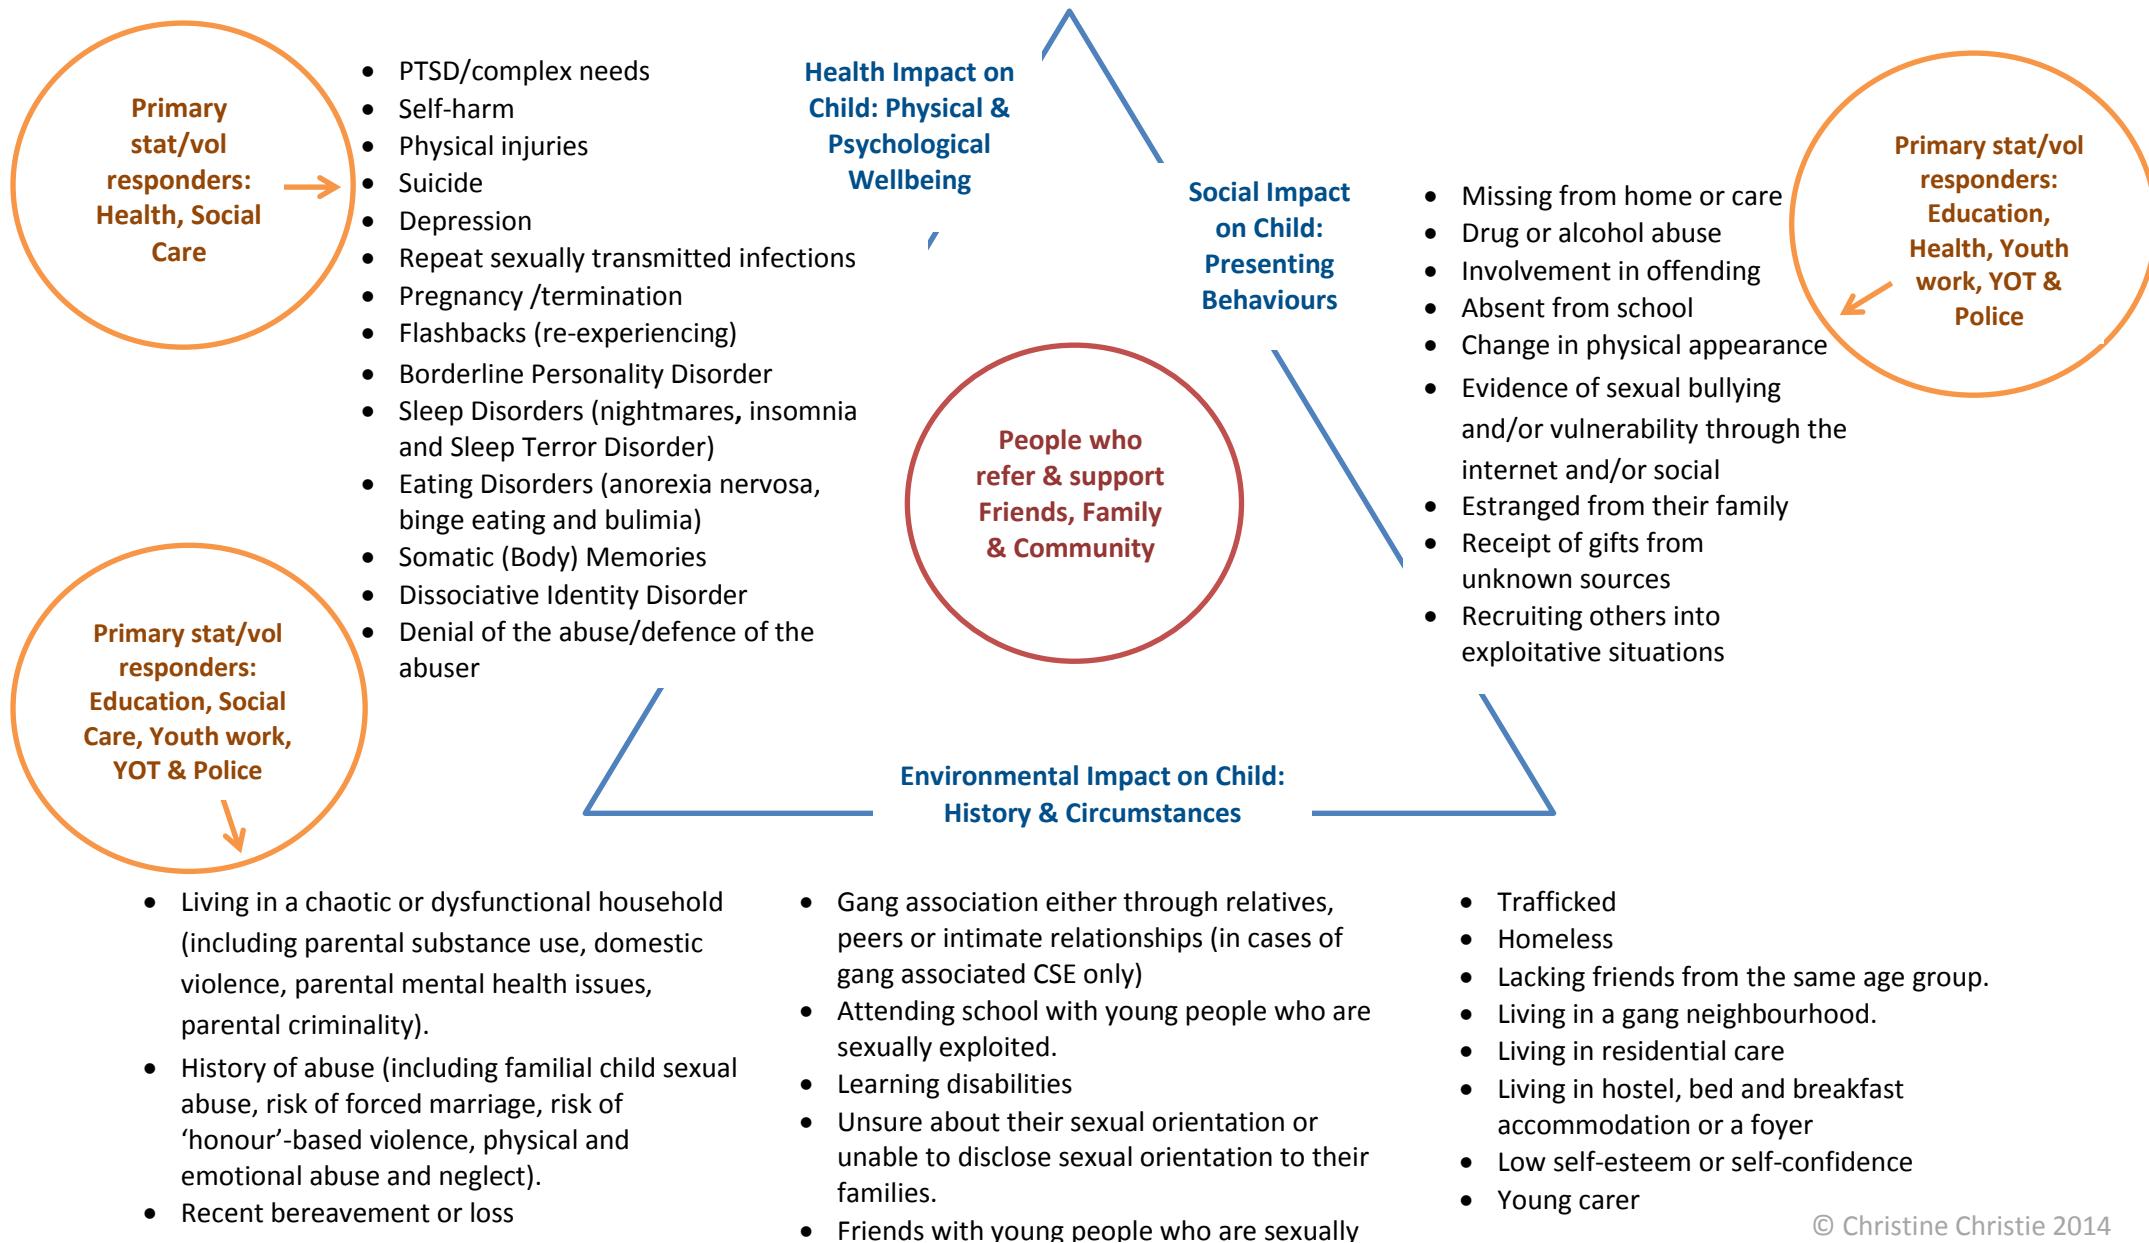 Primary
stat/vol
responders:
Health, Social
Care
• PTSD/complex needs
• Self-harm
• Physical injuries
• Suicide
• Depression
• Repeat sexually transmitted infections
• Pregnancy /termination
• Flashbacks (re-experiencing)
• Borderline Personality Disorder
• Sleep Disorders (nightmares, insomnia
and Sleep Terror Disorder)
• Eating Disorders (anorexia nervosa,
binge eating and bulimia)
• Somatic (Body) Memories
• Dissociative Identity Disorder
• Denial of the abuse/defence of the
abuser
Health Impact on
Child: Physical &
Psychological
Wellbeing
Social Impact
on Child:
Presenting
Behaviours
• Missing from home or care
• Drug or alcohol abuse
• Involvement in offending
• Absent from school
• Change in physical appearance
• Evidence of sexual bullying
and/or vulnerability through the
internet and/or social
• Estranged from their family
• Receipt of gifts from
unknown sources
• Recruiting others into
exploitative situations
Primary stat/vol
responders:
Education,
Health, Youth
work, YOT &
Police
People who
refer & support
Friends, Family
& Community
Primary stat/vol
responders:
Education, Social
Care, Youth work,
YOT & Police
Environmental Impact on Child:
History & Circumstances
• Living in a chaotic or dysfunctional household
(including parental substance use, domestic
violence, parental mental health issues,
parental criminality).
• History of abuse (including familial child sexual
abuse, risk of forced marriage, risk of
‘honour’-based violence, physical and
emotional abuse and neglect).
• Recent bereavement or loss
• Gang association either through relatives,
peers or intimate relationships (in cases of
gang associated CSE only)
• Attending school with young people who are
sexually exploited.
• Learning disabilities
• Unsure about their sexual orientation or
unable to disclose sexual orientation to their
families.
• Friends with young people who are sexually
• Trafficked
• Homeless
• Lacking friends from the same age group.
• Living in a gang neighbourhood.
• Living in residential care
• Living in hostel, bed and breakfast
accommodation or a foyer
• Low self-esteem or self-confidence
• Young carer
© Christine Christie 2014